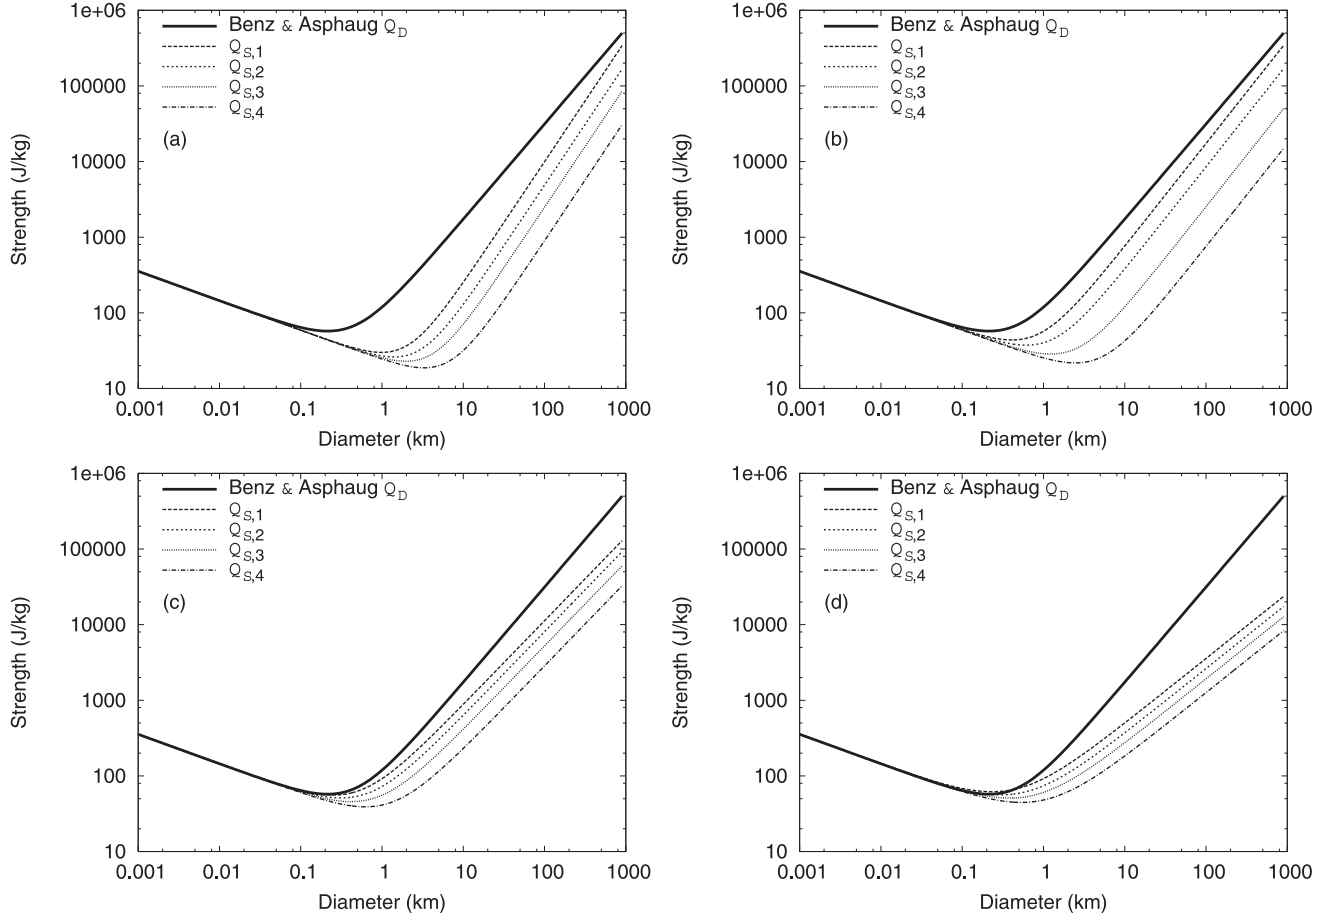 1e+06
100000
10000
1000
100
10
Strength (J/kg)
Benz & Asphaug Q_D
Q_S,1
Q_S,2
Q_S,3
Q_S,4
(a)
0.001 0.01 0.1 1 10 100 1000
Diameter (km)
1e+06
100000
10000
1000
100
10
Strength (J/kg)
Benz & Asphaug Q_D
Q_S,1
Q_S,2
Q_S,3
Q_S,4
(b)
0.001 0.01 0.1 1 10 100 1000
Diameter (km)
1e+06
100000
10000
1000
100
10
Strength (J/kg)
Benz & Asphaug Q_D
Q_S,1
Q_S,2
Q_S,3
Q_S,4
(c)
0.001 0.01 0.1 1 10 100 1000
Diameter (km)
1e+06
100000
10000
1000
100
10
Strength (J/kg)
Benz & Asphaug Q_D
Q_S,1
Q_S,2
Q_S,3
Q_S,4
(d)
0.001 0.01 0.1 1 10 100 1000
Diameter (km)